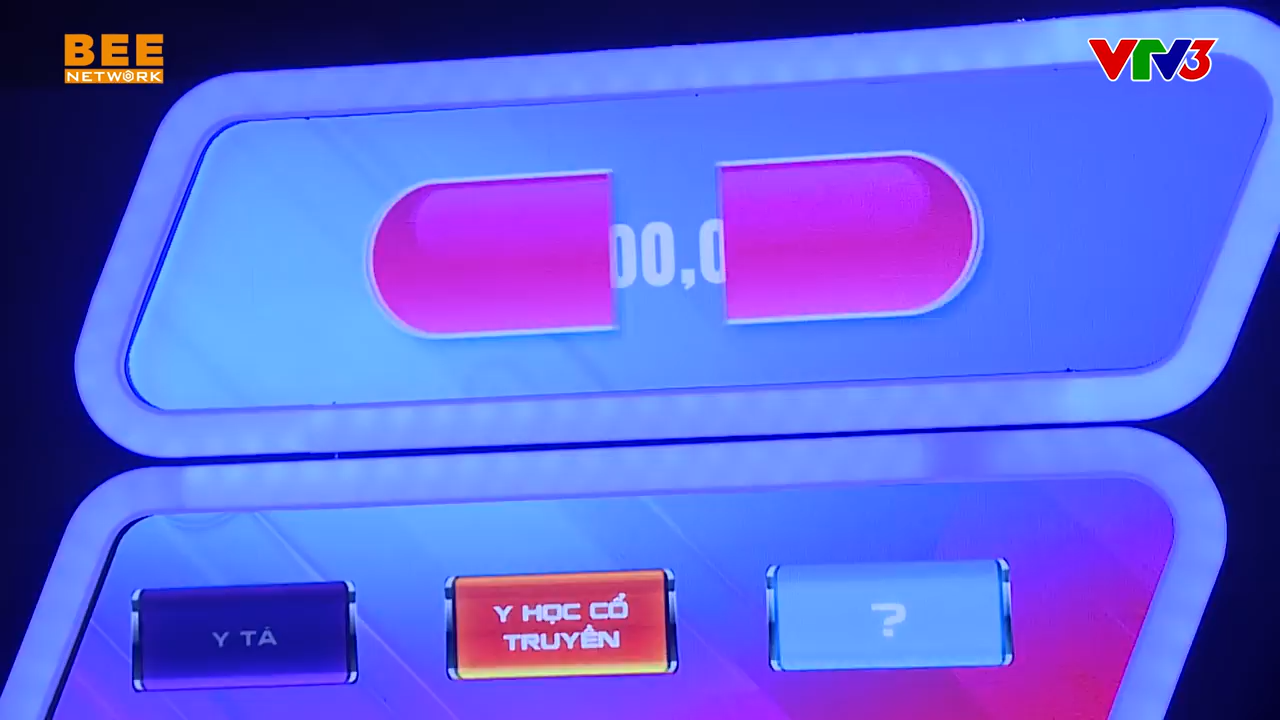 BEE
NETWORK
VTV3
00,0
Y TÁ
Y HỌC CỔ
TRUYỀN
?